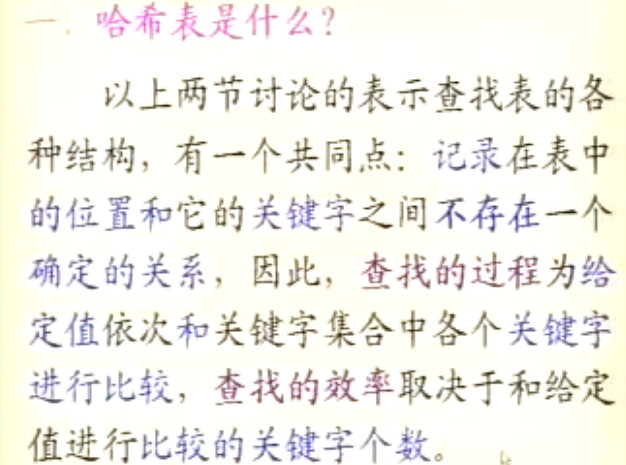 一. 哈希表是什么?
以上两节讨论的表示查找表的各
种结构，有一个共同点：记录在表中
的位置和它的关键字之间不存在一个
确定的关系，因此，查找的过程为给
定值依次和关键字集合中各个关键字
进行比较，查找的效率取决于和给定
值进行比较的关键字个数。